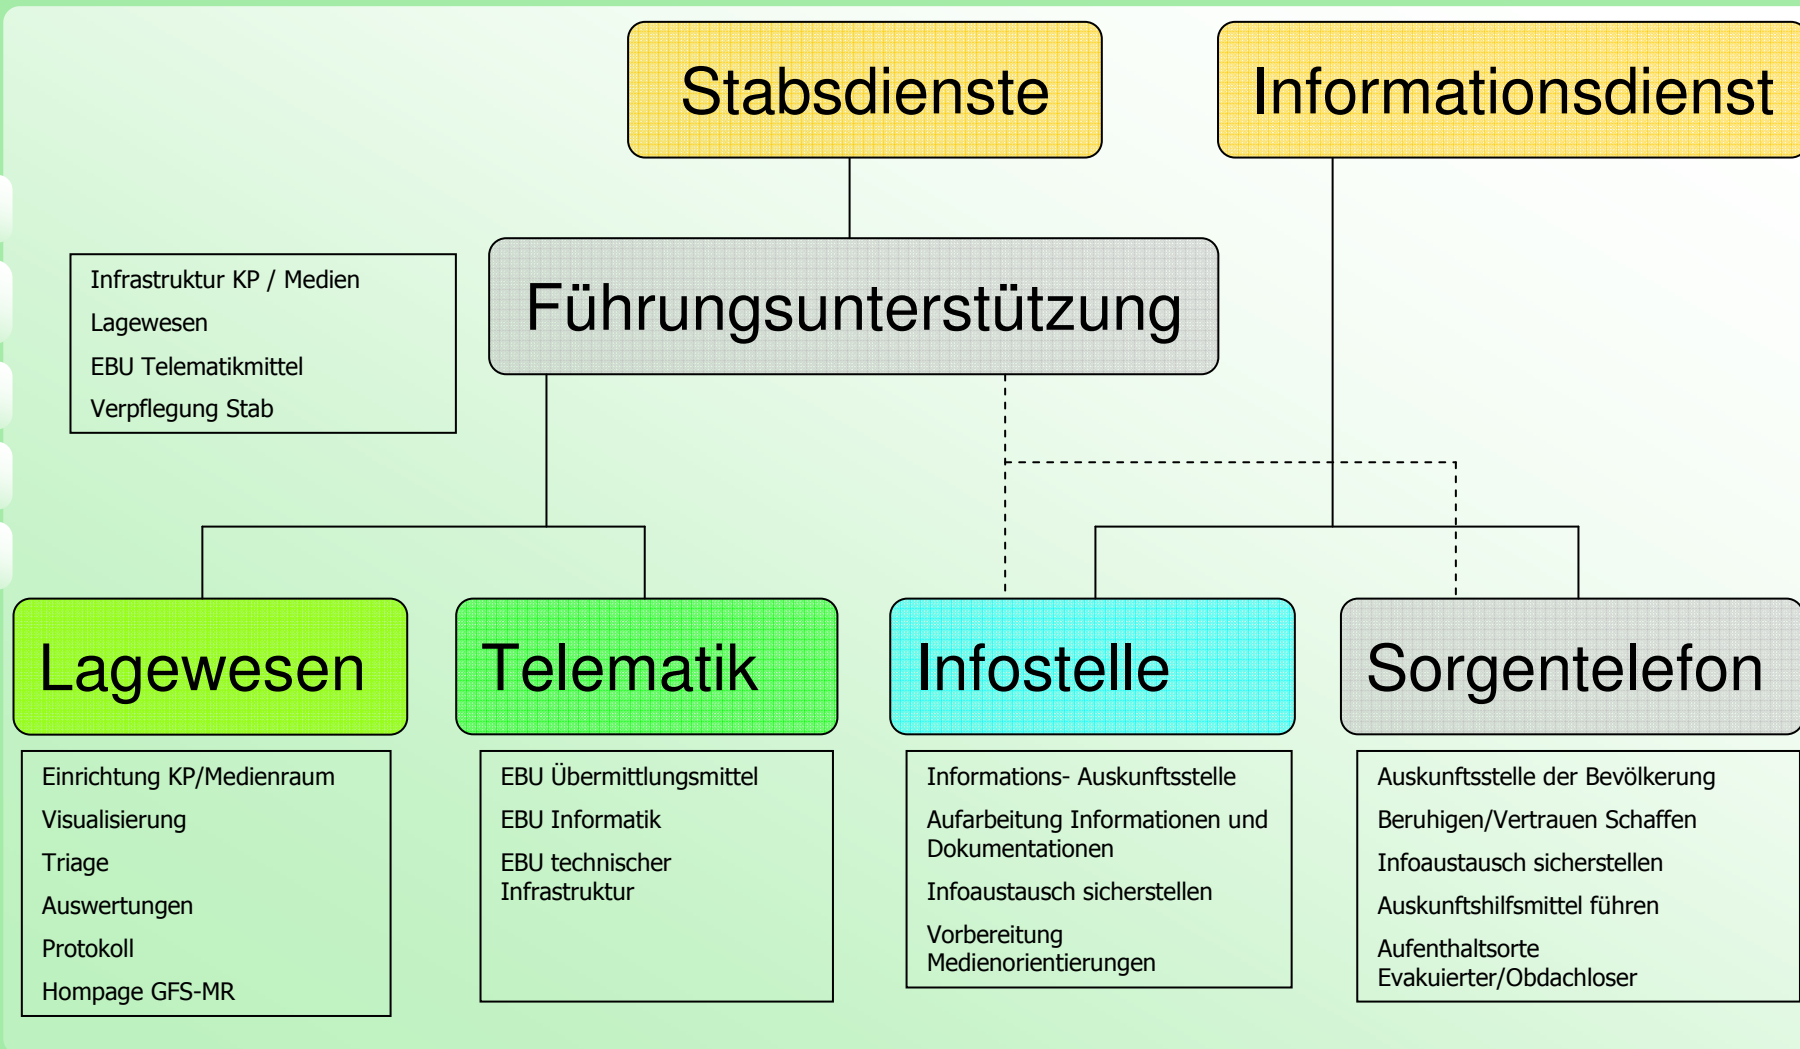 Stabsdienste
Informationsdienst
Infrastruktur KP / Medien
Lagewesen
EBU Telematikmittel
Verpflegung Stab
Führungsunterstützung
Lagewesen
Einrichtung KP/Medienraum
Visualisierung
Triage
Auswertungen
Protokoll
Hompage GFS-MR
Telematik
EBU Übermittlungsmittel
EBU Informatik
EBU technischer
Infrastruktur
Infostelle
Informations- Auskunftsstelle
Aufarbeitung Informationen und
Dokumentationen
Infoaustausch sicherstellen
Vorbereitung
Medienorientierungen
Sorgentelefon
Auskunftsstelle der Bevölkerung
Beruhigen/Vertrauen Schaffen
Infoaustausch sicherstellen
Auskunftshilfsmittel führen
Aufenthaltsorte
Evakuierter/Obdachloser